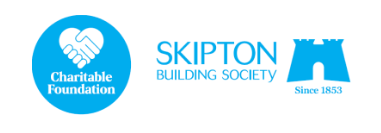 Charitable
Foundation
SKIPTON
BUILDING SOCIETY
Since 1853